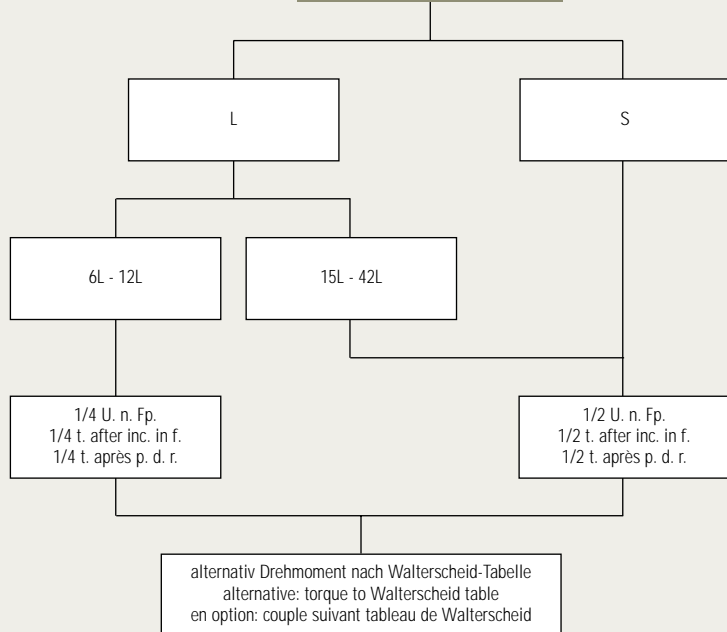 L
S
6L - 12L
15L - 42L
1/4 U. n. Fp.
1/4 t. after inc. in f.
1/4 t. après p. d. r.
1/2 U. n. Fp.
1/2 t. after inc. in f.
1/2 t. après p. d. r.
alternativ Drehmoment nach Walterscheid-Tabelle
alternative: torque to Walterscheid table
en option: couple suivant tableau de Walterscheid